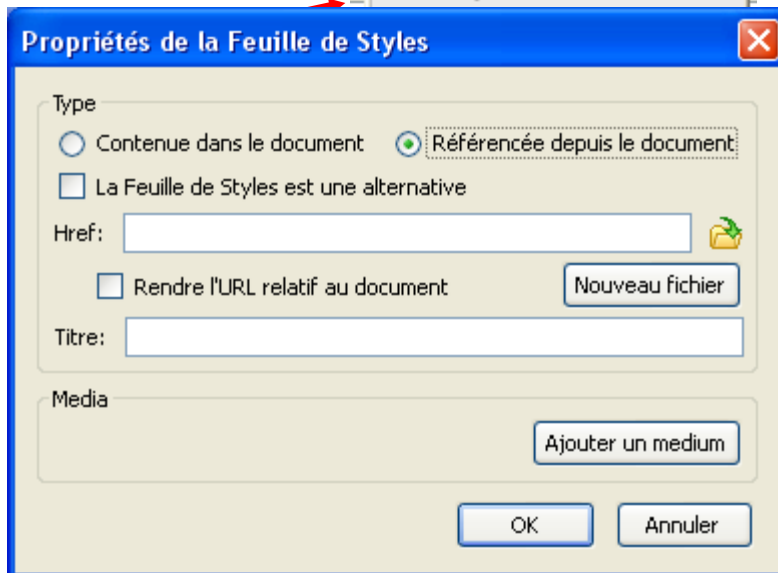 Propriétés de la Feuille de Styles
Type
Contenue dans le document Référencée depuis le document
La Feuille de Styles est une alternative
Href:
Rendre l'URL relatif au document Nouveau fichier
Titre:
Media
Ajouter un medium
OK Annuler